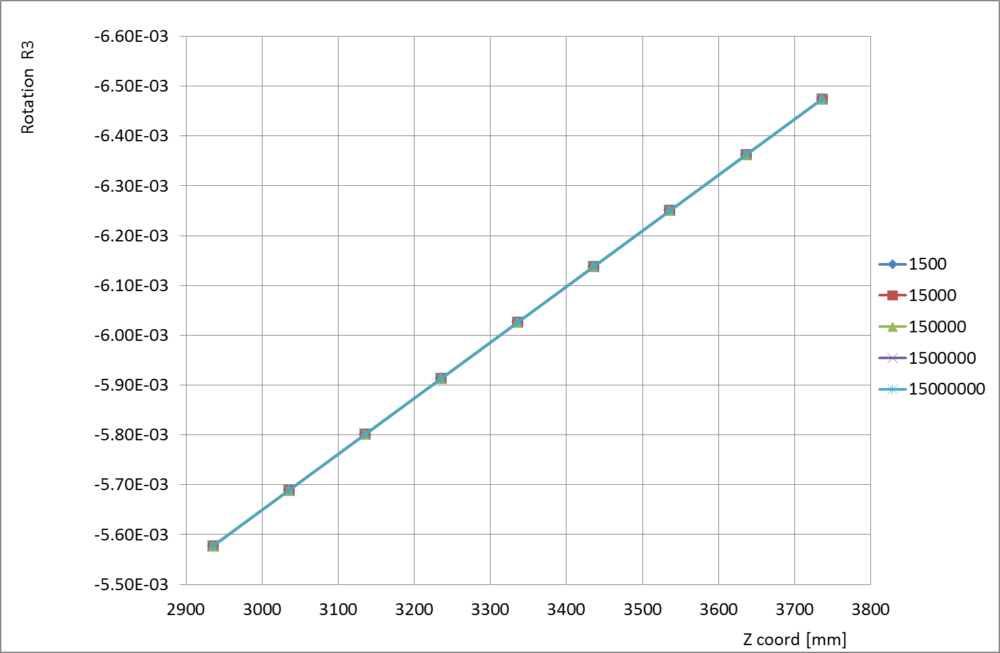 Rotation R3
-6.60E-03
-6.50E-03
-6.40E-03
-6.30E-03
-6.20E-03
-6.10E-03
-6.00E-03
-5.90E-03
-5.80E-03
-5.70E-03
-5.60E-03
-5.50E-03
2900 3000 3100 3200 3300 3400 3500 3600 3700 3800
Z coord [mm]
1500
15000
150000
1500000
15000000